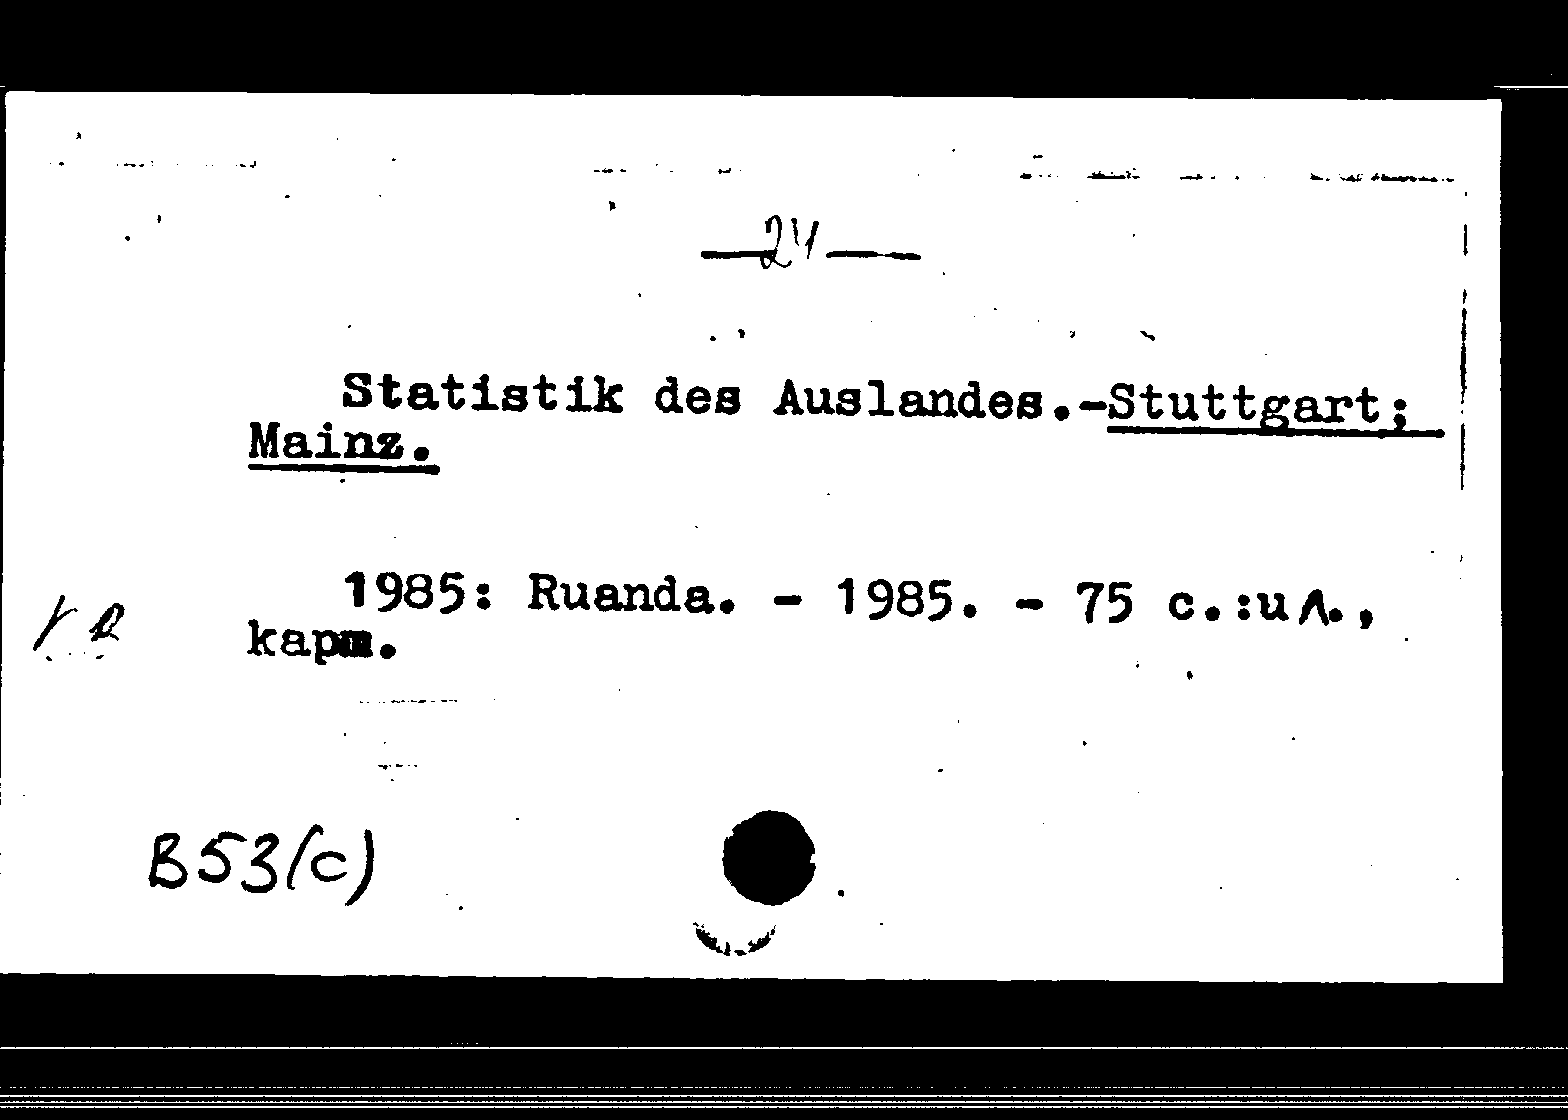 24
Statistik des Auslandes.-Stuttgart;
Mainz.
1985: Ruanda. - 1985. - 75 c.:ил.,
карт.
B53(c)